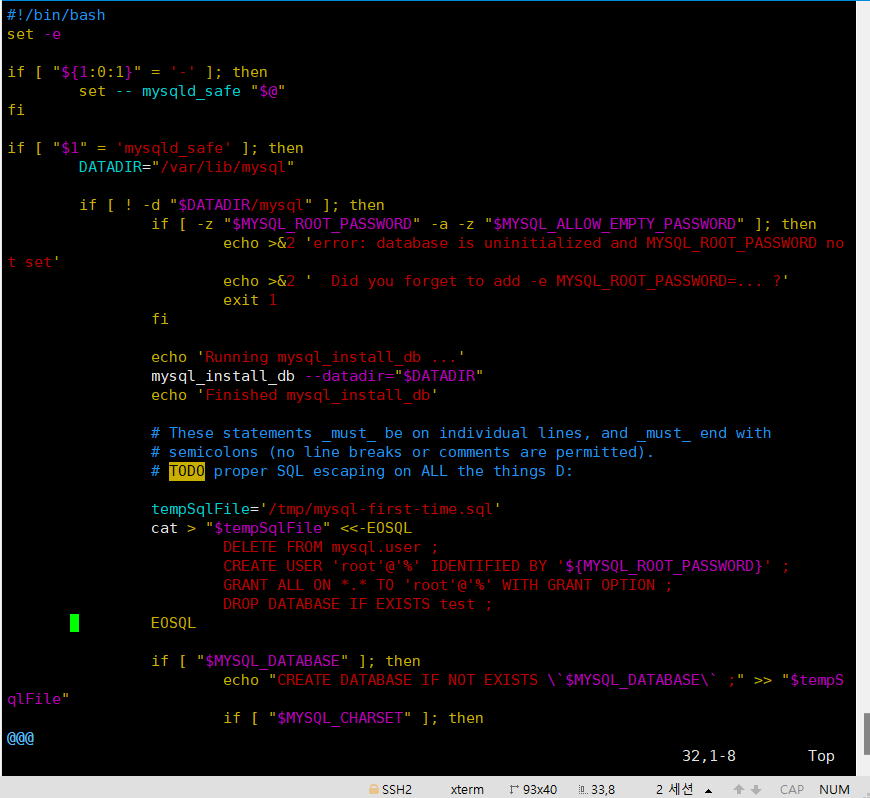 #!/bin/bash
set -e
if [ "${1:0:1}" = '-' ]; then
set -- mysqld_safe "$@"
fi
if [ "$1" = 'mysqld_safe' ]; then
DATADIR="/var/lib/mysql"
if [ ! -d "$DATADIR/mysql" ]; then
if [ -z "$MYSQL_ROOT_PASSWORD" -a -z "$MYSQL_ALLOW_EMPTY_PASSWORD" ]; then
echo >&2 'error: database is uninitialized and MYSQL_ROOT_PASSWORD no
t set'
echo >&2 '  Did you forget to add -e MYSQL_ROOT_PASSWORD=... ?'
exit 1
fi
echo 'Running mysql_install_db ...'
mysql_install_db --datadir="$DATADIR"
echo 'Finished mysql_install_db'
# These statements _must_ be on individual lines, and _must_ end with
# semicolons (no line breaks or comments are permitted).
# TODO proper SQL escaping on ALL the things D:
tempSqlFile='/tmp/mysql-first-time.sql'
cat > "$tempSqlFile" <<-EOSQL
DELETE FROM mysql.user ;
CREATE USER 'root'@'%' IDENTIFIED BY '${MYSQL_ROOT_PASSWORD}' ;
GRANT ALL ON *.* TO 'root'@'%' WITH GRANT OPTION ;
DROP DATABASE IF EXISTS test ;
EOSQL
if [ "$MYSQL_DATABASE" ]; then
echo "CREATE DATABASE IF NOT EXISTS \`$MYSQL_DATABASE\` ;" >> "$tempS
qlFile"
if [ "$MYSQL_CHARSET" ]; then
@@@
32,1-8 Top
SSH2 xterm 93x40 33,8 2 세션 CAP NUM